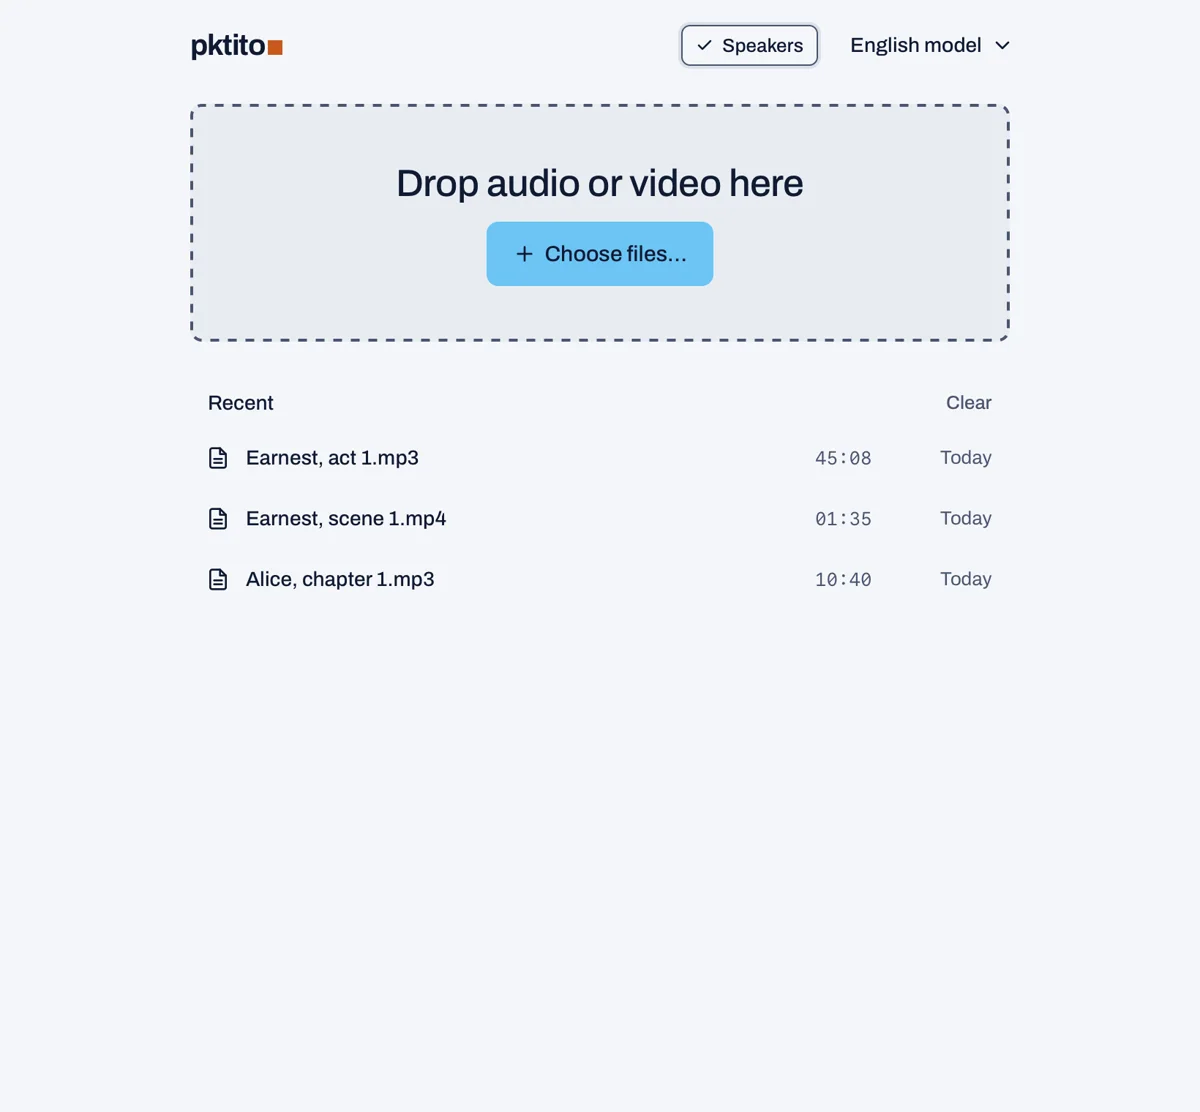 pktito
Speakers
English model
Drop audio or video here
Choose files...
Recent
Clear
Earnest, act 1.mp3 45:08 Today
Earnest, scene 1.mp4 01:35 Today
Alice, chapter 1.mp3 10:40 Today